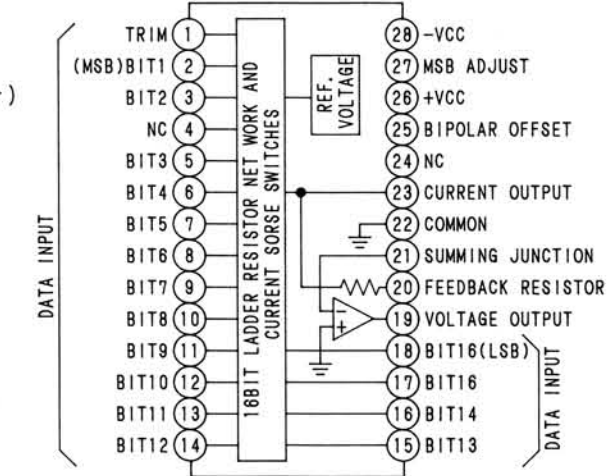 TRIM 1
(MSB)BIT1 2
BIT2 3
NC 4
BIT3 5
BIT4 6
BIT5 7
BIT6 8
BIT7 9
BIT8 10
BIT9 11
BIT10 12
BIT11 13
BIT12 14
DATA INPUT
16BIT LADDER RESISTOR NET WORK AND
CURRENT SORSE SWITCHES
REF.
VOLTAGE
28 -VCC
27 MSB ADJUST
26 +VCC
25 BIPOLAR OFFSET
24 NC
23 CURRENT OUTPUT
22 COMMON
21 SUMMING JUNCTION
20 FEEDBACK RESISTOR
19 VOLTAGE OUTPUT
18 BIT16(LSB)
17 BIT16
16 BIT14
15 BIT13
DATA INPUT
-
+
)